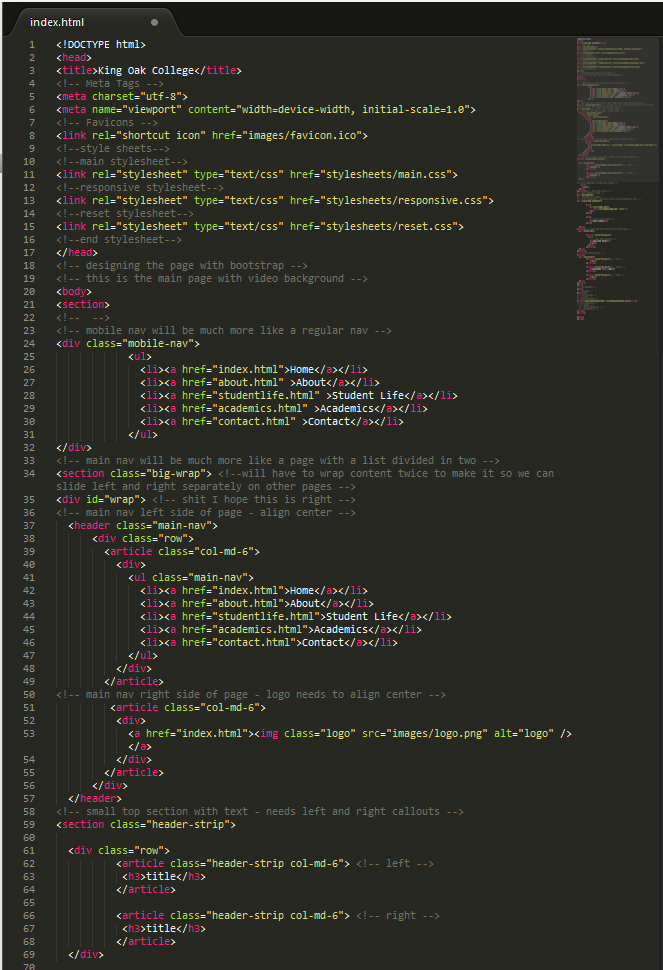 index.html
1 <!DOCTYPE html>
2 <head>
3 <title>King Oak College</title>
4 <!-- Meta Tags -->
5 <meta charset="utf-8">
6 <meta name="viewport" content="width=device-width, initial-scale=1.0">
7 <!-- Favicons -->
8 <link rel="shortcut icon" href="images/favicon.ico">
9 <!--style sheets-->
10 <!--main stylesheet-->
11 <link rel="stylesheet" type="text/css" href="stylesheets/main.css">
12 <!--responsive stylesheet-->
13 <link rel="stylesheet" type="text/css" href="stylesheets/responsive.css">
14 <!--reset stylesheet-->
15 <link rel="stylesheet" type="text/css" href="stylesheets/reset.css">
16 <!--end stylesheet-->
17 </head>
18 <!-- designing the page with bootstrap -->
19 <!-- this is the main page with video background -->
20 <body>
21 <section>
22 <!--  -->
23 <!-- mobile nav will be much more like a regular nav -->
24 <div class="mobile-nav">
25 <ul>
26 <li><a href="index.html">Home</a></li>
27 <li><a href="about.html" >About</a></li>
28 <li><a href="studentlife.html" >Student Life</a></li>
29 <li><a href="academics.html" >Academics</a></li>
30 <li><a href="contact.html" >Contact</a></li>
31 </ul>
32 </div>
33 <!-- main nav will be much more like a page with a list divided in two -->
34 <section class="big-wrap"> <!--will have to wrap content twice to make it so we can
slide left and right separately on other pages -->
35 <div id="wrap"> <!-- shit I hope this is right -->
36 <!-- main nav left side of page - align center -->
37 <header class="main-nav">
38 <div class="row">
39 <article class="col-md-6">
40 <div>
41 <ul class="main-nav">
42 <li><a href="index.html">Home</a></li>
43 <li><a href="about.html">About</a></li>
44 <li><a href="studentlife.html">Student Life</a></li>
45 <li><a href="academics.html">Academics</a></li>
46 <li><a href="contact.html">Contact</a></li>
47 </ul>
48 </div>
49 </article>
50 <!-- main nav right side of page - logo needs to align center -->
51 <article class="col-md-6">
52 <div>
53 <a href="index.html"><img class="logo" src="images/logo.png" alt="logo" />
</a>
54 </div>
55 </article>
56 </div>
57 </header>
58 <!-- small top section with text - needs left and right callouts -->
59 <section class="header-strip">
60
61 <div class="row">
62 <article class="header-strip col-md-6"> <!-- left -->
63 <h3>title</h3>
64 </article>
65
66 <article class="header-strip col-md-6"> <!-- right -->
67 <h3>title</h3>
68 </article>
69 </div>
70